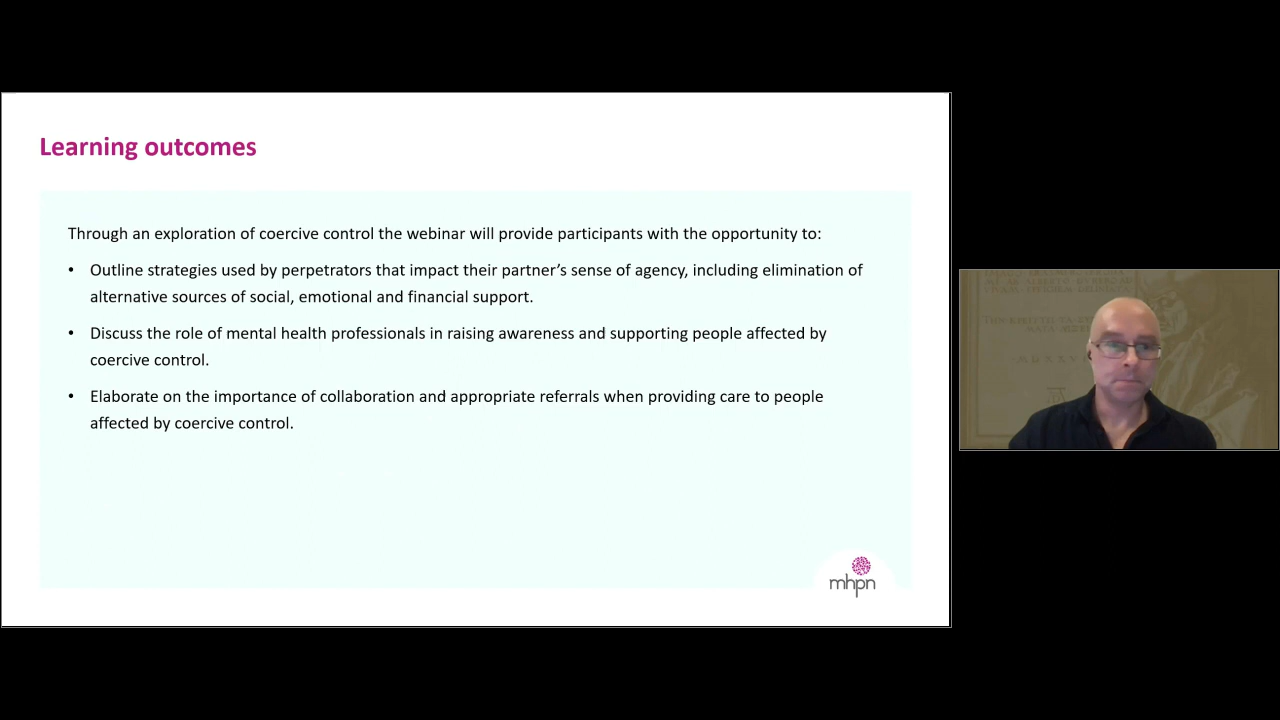 Learning outcomes
Through an exploration of coercive control the webinar will provide participants with the opportunity to:
• Outline strategies used by perpetrators that impact their partner’s sense of agency, including elimination of
alternative sources of social, emotional and financial support.
• Discuss the role of mental health professionals in raising awareness and supporting people affected by
coercive control.
• Elaborate on the importance of collaboration and appropriate referrals when providing care to people
affected by coercive control.
mhpn